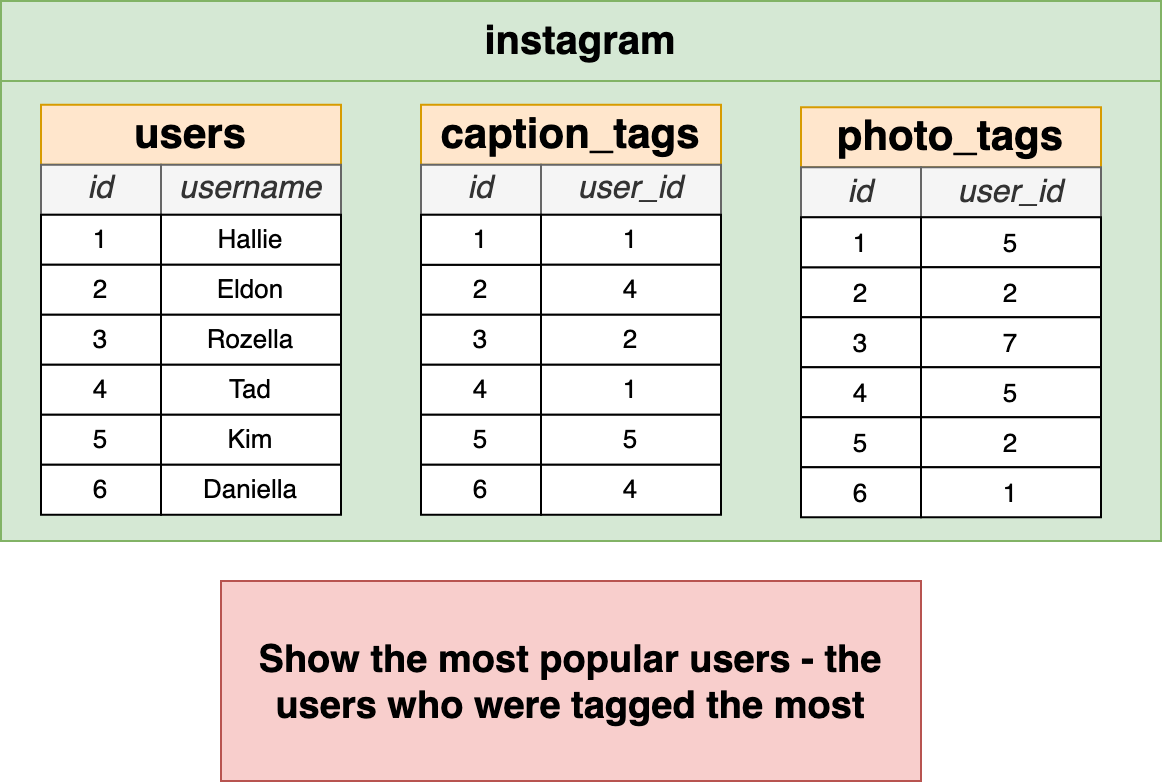 instagram
users
id username
1 Hallie
2 Eldon
3 Rozella
4 Tad
5 Kim
6 Daniella
caption_tags
id user_id
1 1
2 4
3 2
4 1
5 5
6 4
photo_tags
id user_id
1 5
2 2
3 7
4 5
5 2
6 1
Show the most popular users - the
users who were tagged the most